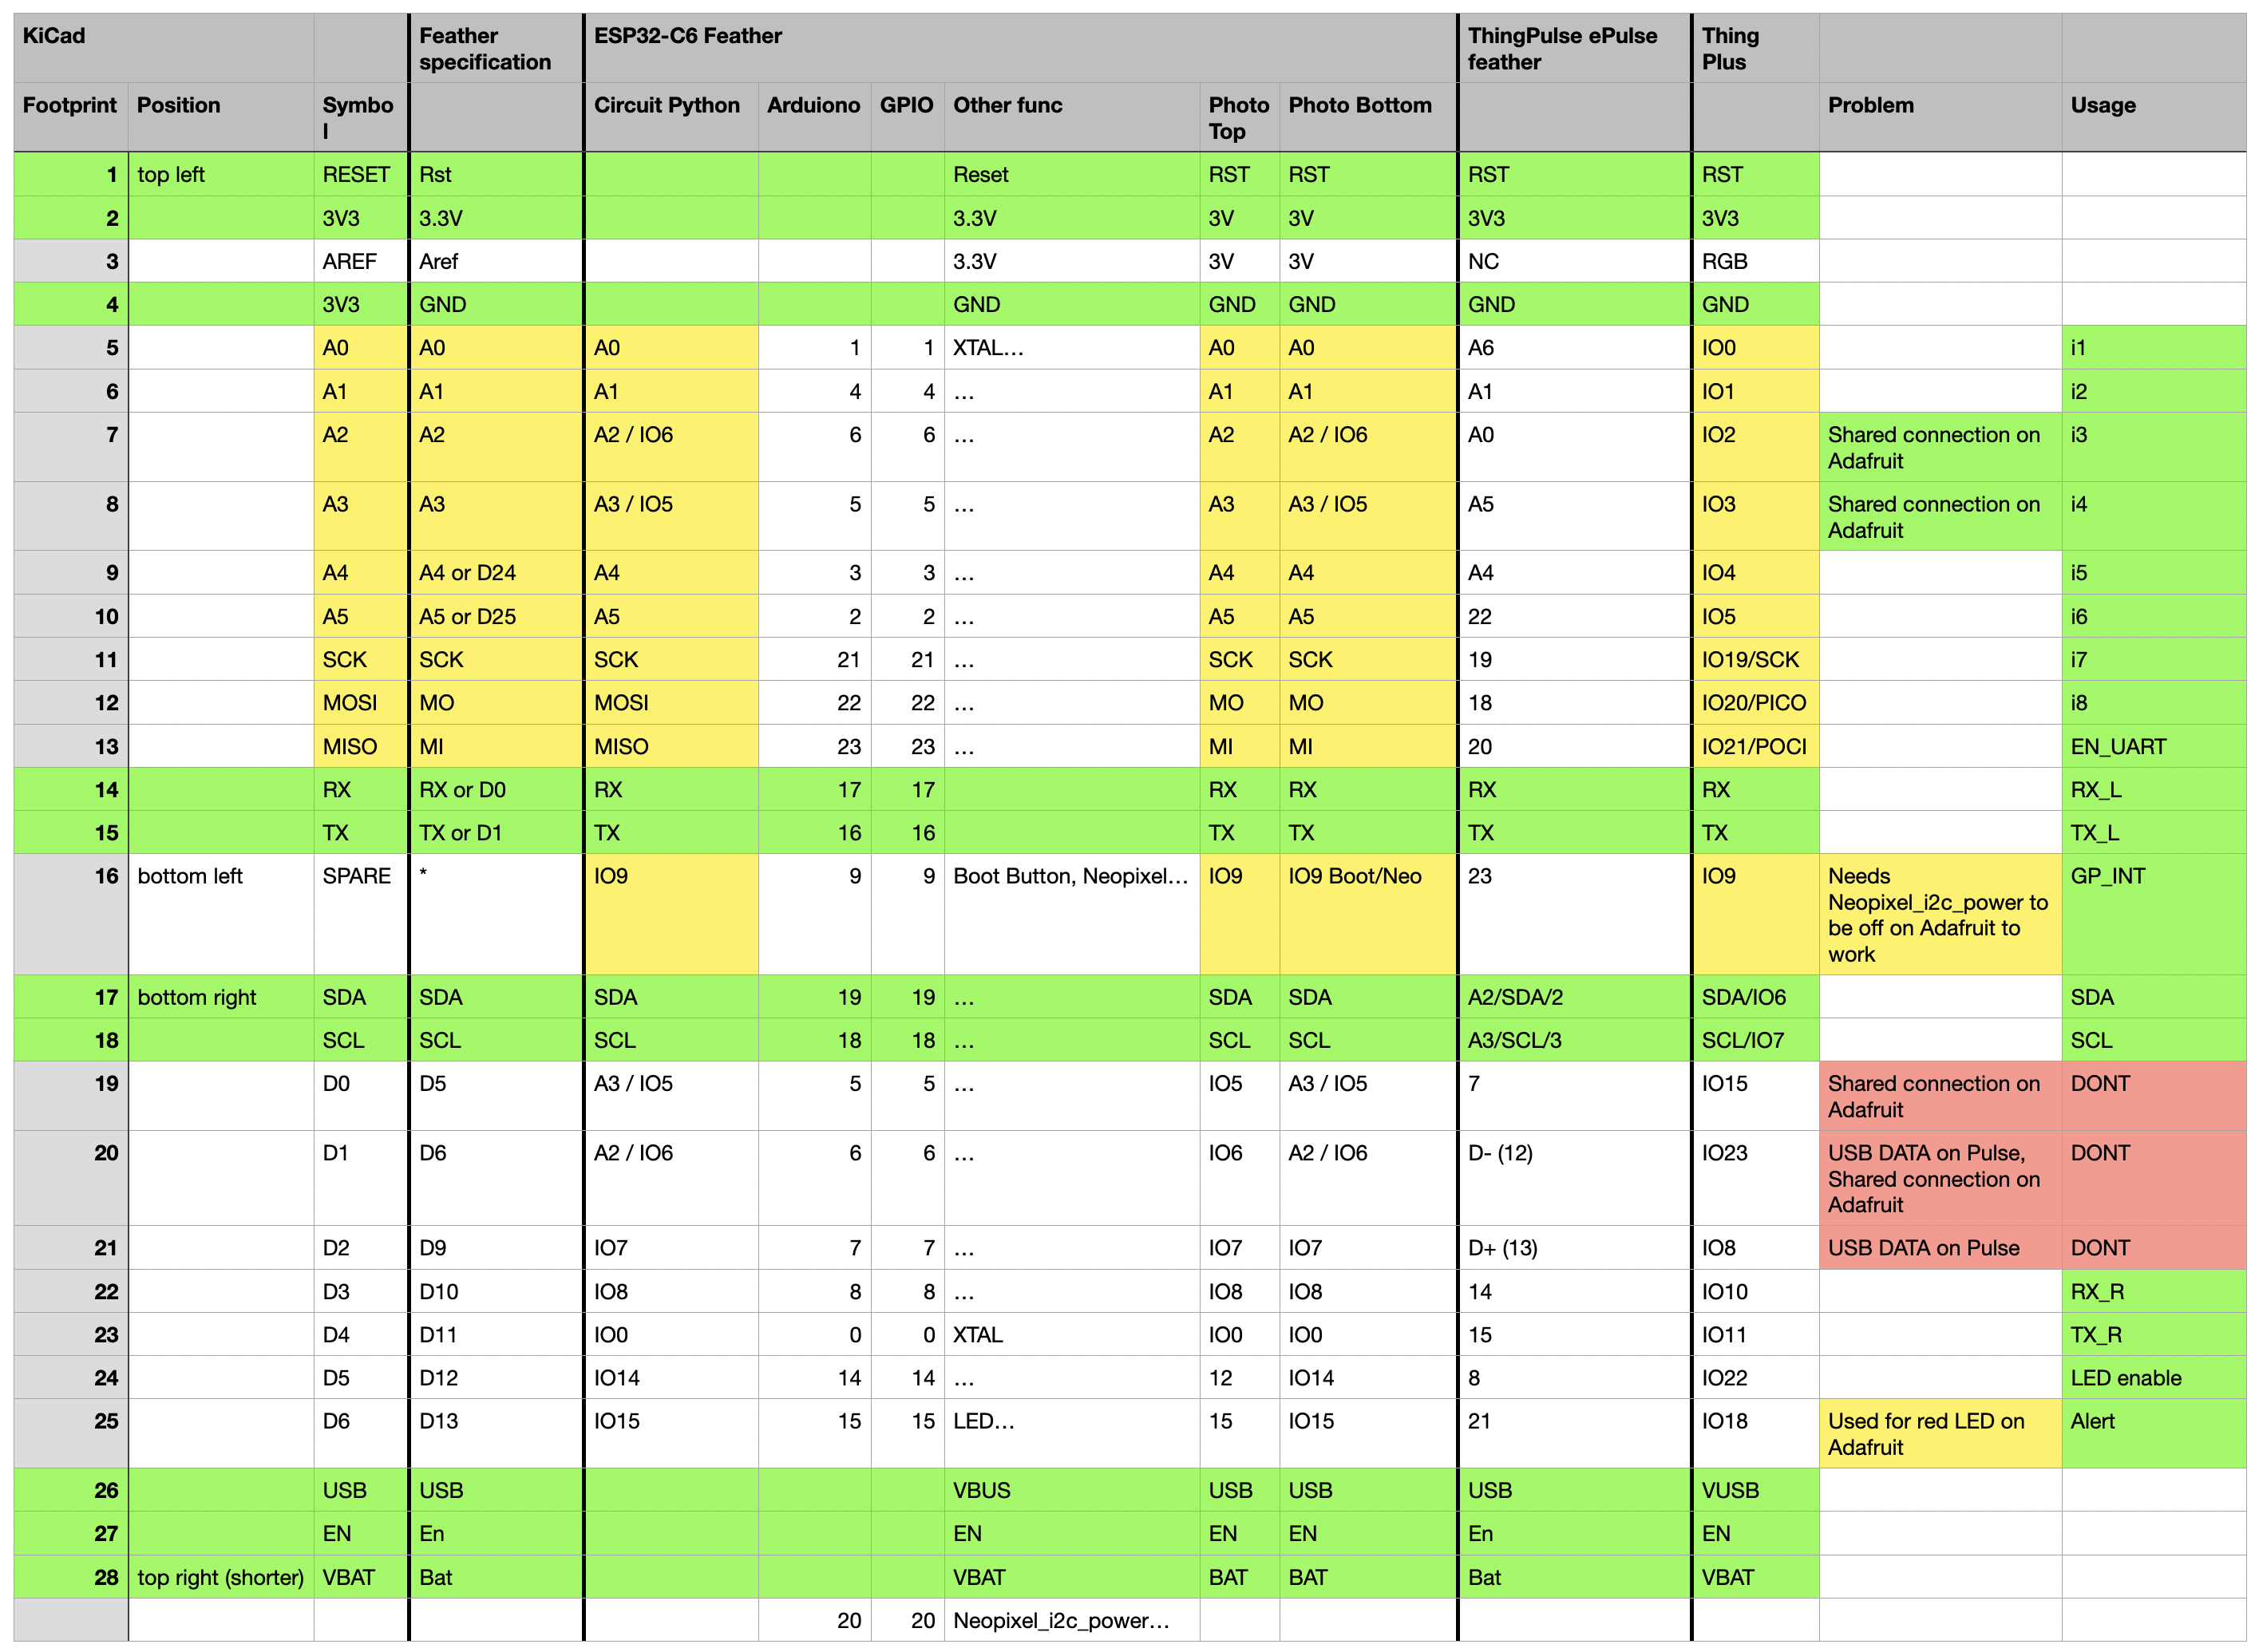 KiCad Feather specification ESP32-C6 Feather ThingPulse ePulse feather Thing Plus
Footprint Position Symbo l Circuit Python Arduiono GPIO Other func Photo Top Photo Bottom Problem Usage
1 top left RESET Rst Reset RST RST RST RST
2 3V3 3.3V 3.3V 3V 3V 3V3 3V3
3 AREF Aref 3.3V 3V 3V NC RGB
4 3V3 GND GND GND GND GND GND
5 A0 A0 A0 1 1 XTAL… A0 A0 A6 IO0 i1
6 A1 A1 A1 4 4 … A1 A1 A1 IO1 i2
7 A2 A2 A2 / IO6 6 6 … A2 A2 / IO6 A0 IO2 Shared connection on Adafruit i3
8 A3 A3 A3 / IO5 5 5 … A3 A3 / IO5 A5 IO3 Shared connection on Adafruit i4
9 A4 A4 or D24 A4 3 3 … A4 A4 A4 IO4 i5
10 A5 A5 or D25 A5 2 2 … A5 A5 22 IO5 i6
11 SCK SCK SCK 21 21 … SCK SCK 19 IO19/SCK i7
12 MOSI MO MOSI 22 22 … MO MO 18 IO20/PICO i8
13 MISO MI MISO 23 23 … MI MI 20 IO21/POCI EN_UART
14 RX RX or D0 RX 17 17 RX RX RX RX RX_L
15 TX TX or D1 TX 16 16 TX TX TX TX TX_L
16 bottom left SPARE * IO9 9 9 Boot Button, Neopixel… IO9 IO9 Boot/Neo 23 IO9 Needs Neopixel_i2c_power to be off on Adafruit to work GP_INT
17 bottom right SDA SDA SDA 19 19 … SDA SDA A2/SDA/2 SDA/IO6 SDA
18 SCL SCL SCL 18 18 … SCL SCL A3/SCL/3 SCL/IO7 SCL
19 D0 D5 A3 / IO5 5 5 … IO5 A3 / IO5 7 IO15 Shared connection on Adafruit DONT
20 D1 D6 A2 / IO6 6 6 … IO6 A2 / IO6 D- (12) IO23 USB DATA on Pulse, Shared connection on Adafruit DONT
21 D2 D9 IO7 7 7 … IO7 IO7 D+ (13) IO8 USB DATA on Pulse DONT
22 D3 D10 IO8 8 8 … IO8 IO8 14 IO10 RX_R
23 D4 D11 IO0 0 0 XTAL IO0 IO0 15 IO11 TX_R
24 D5 D12 IO14 14 14 … 12 IO14 8 IO22 LED enable
25 D6 D13 IO15 15 15 LED… 15 IO15 21 IO18 Used for red LED on Adafruit Alert
26 USB USB VBUS USB USB USB VUSB
27 EN En EN EN EN En EN
28 top right (shorter) VBAT Bat VBAT BAT BAT Bat VBAT
20 20 Neopixel_i2c_power…